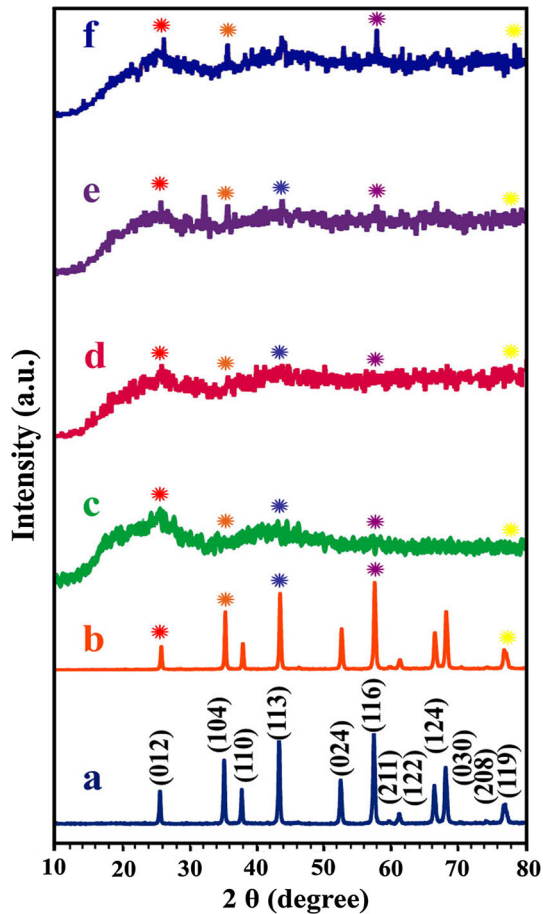 f
e
d
c
b
a
Intensity (a.u.)
(012)
(104)
(110)
(113)
(024)
(116)
(211)
(122)
(124)
(030)
(208)
(119)
10 20 30 40 50 60 70 80
2 θ (degree)